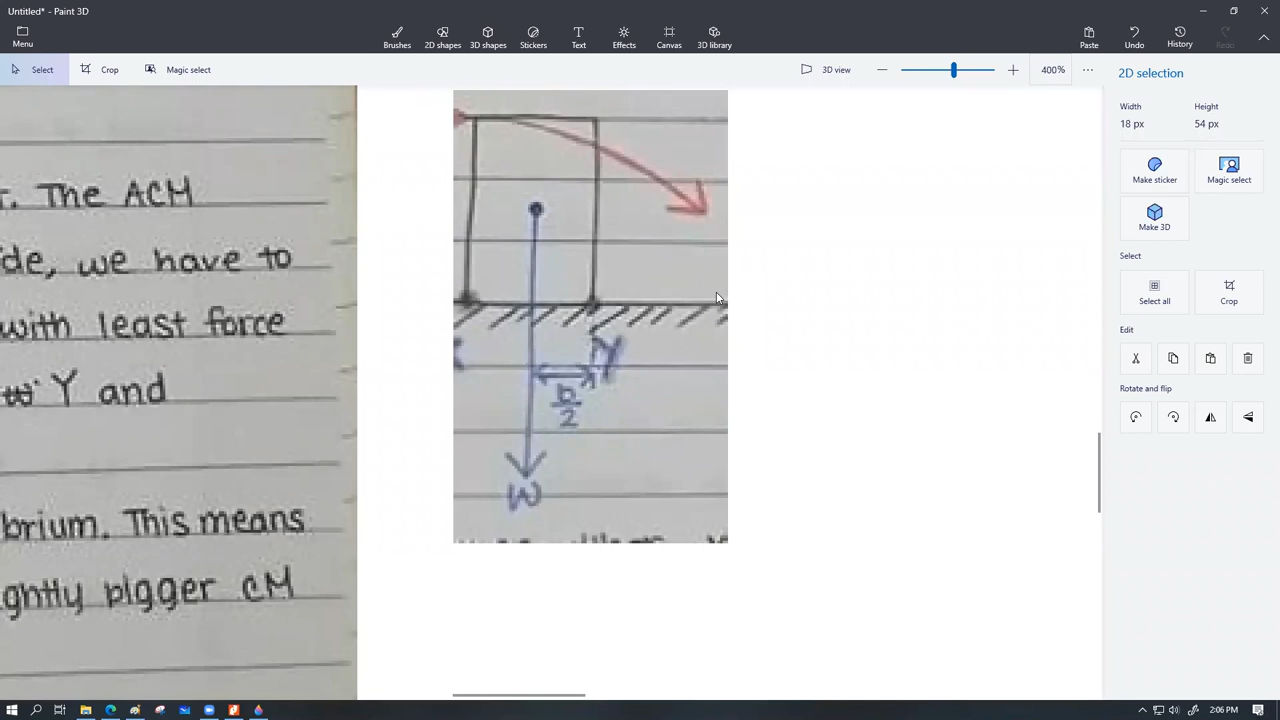 Untitled* - Paint 3D
Menu
Brushes
2D shapes
3D shapes
Stickers
Text
Effects
Canvas
3D library
Paste
Undo
History
Redo
Select
Crop
Magic select
3D view
400%
2D selection
Width
Height
18 px
54 px
Make sticker
Magic select
Make 3D
Select
Select all
Crop
Edit
Rotate and flip
. The ACM
de, we have to
with least force
Y and
brium. This means
ghtly pigger CM
y
b
2
W
2:06 PM